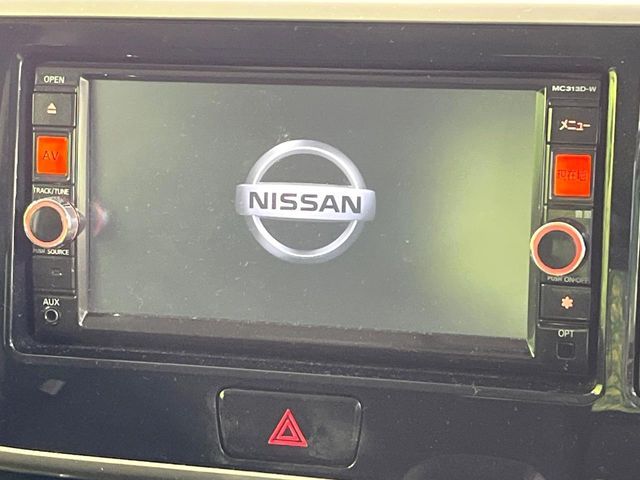 OPEN
MC313D-W
メニュー
AV
現在地
TRACK/TUNE
NISSAN
PUSH SOURCE
PUSH ON-OFF
AUX
OPT